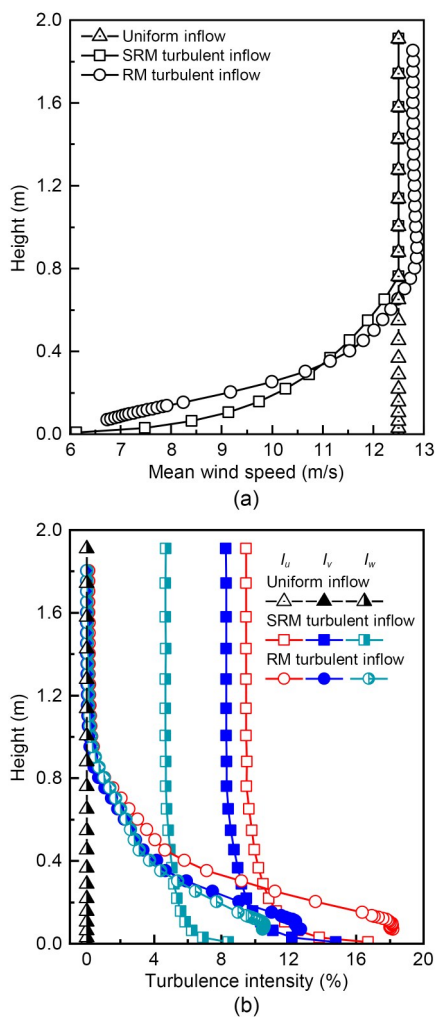 2.0
1.6
1.2
0.8
0.4
0.0
Height (m)
Uniform inflow
SRM turbulent inflow
RM turbulent inflow
6 7 8 9 10 11 12 13
Mean wind speed (m/s)
(a)
2.0
1.6
1.2
0.8
0.4
0.0
Height (m)
Iu Iv Iw
Uniform inflow
SRM turbulent inflow
RM turbulent inflow
0 4 8 12 16 20
Turbulence intensity (%)
(b)